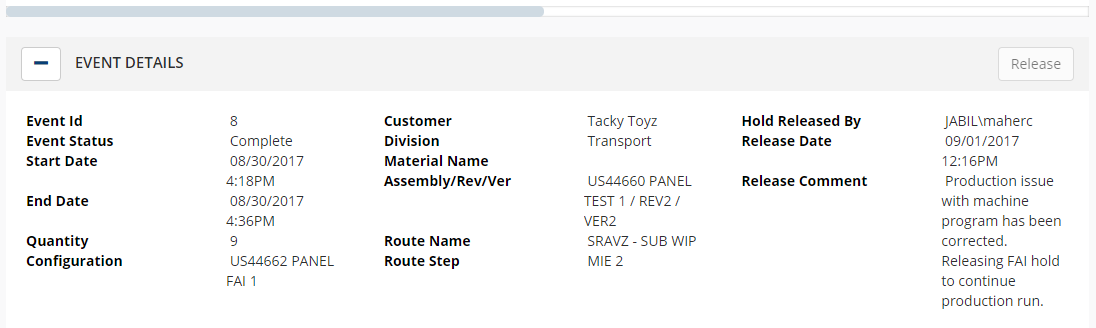 EVENT DETAILS
Release
Event Id 8
Event Status Complete
Start Date 08/30/2017
4:18PM
End Date 08/30/2017
4:36PM
Quantity 9
Configuration US44662 PANEL
FAI 1
Customer Tacky Toyz
Division Transport
Material Name
Assembly/Rev/Ver US44660 PANEL
TEST 1 / REV2 /
VER2
Route Name SRAVZ - SUB WIP
Route Step MIE 2
Hold Released By JABIL\maherc
Release Date 09/01/2017
12:16PM
Release Comment Production issue
with machine
program has been
corrected.
Releasing FAI hold
to continue
production run.